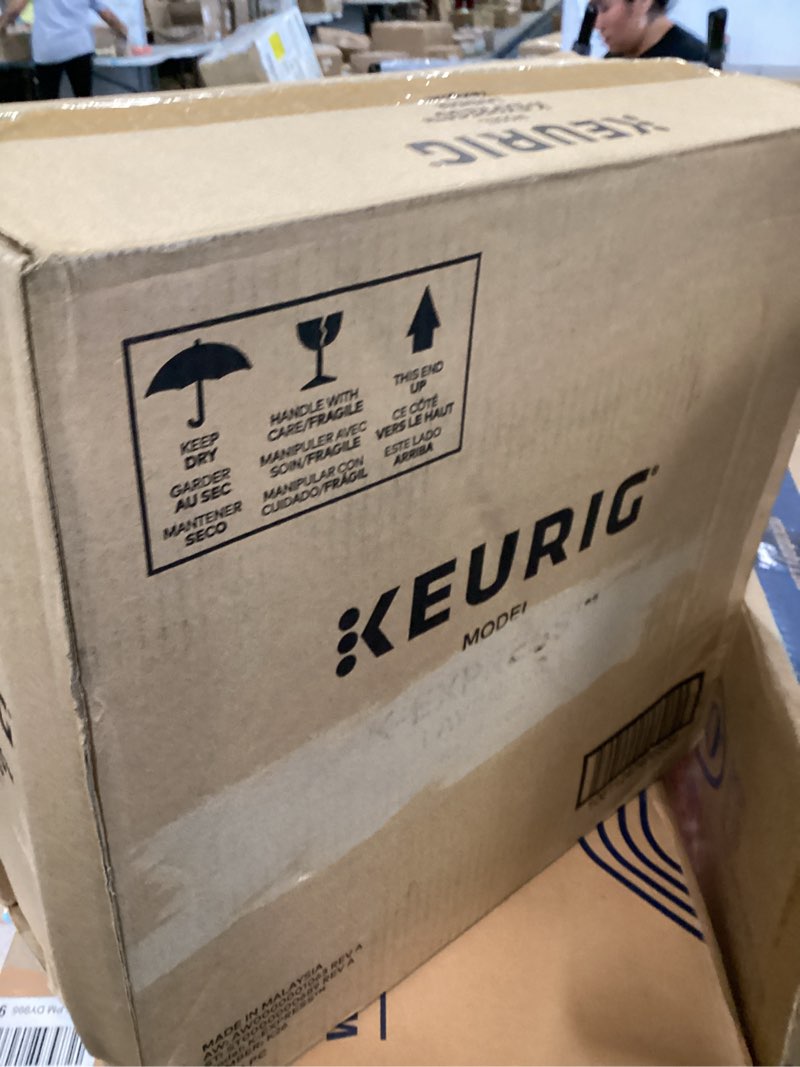 KEURIG
KEEP
DRY
GARDER
AU SEC
MANTENER
SECO
HANDLE WITH
CARE/FRAGILE
MANIPULER AVEC
SOIN/FRAGILE
MANIPULAR CON
CUIDADO/FRÁGIL
THIS END
UP
CE CÔTÉ
VERS LE HAUT
ESTE LADO
ARRIBA
KEURIG®
MODEL
K-EXPRESS
MADE IN MALAYSIA